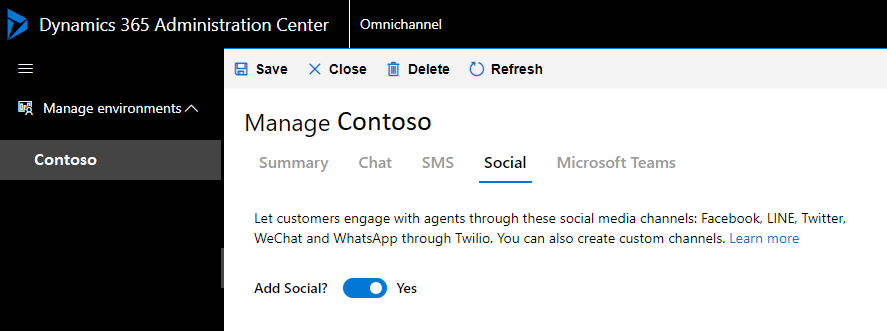 Dynamics 365 Administration Center
Omnichannel
Save Close Delete Refresh
Manage environments
Contoso
Manage Contoso
Summary Chat SMS Social Microsoft Teams
Let customers engage with agents through these social media channels: Facebook, LINE, Twitter,
WeChat and WhatsApp through Twilio. You can also create custom channels. Learn more
Add Social? Yes